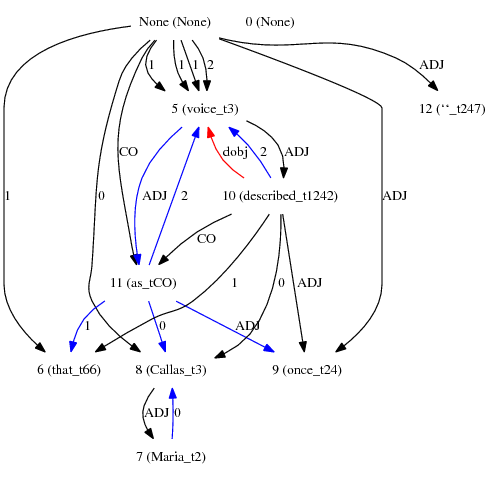 None (None) 0 (None)
1 1 1 2 ADJ
5 (voice_t3) 12 (‘‘_t247)
CO dobj 2 ADJ
1 0 ADJ 2 10 (described_t1242) ADJ
CO
11 (as_tCO) 1 0 ADJ
1 0 ADJ
6 (that_t66) 8 (Callas_t3) 9 (once_t24)
ADJ 0
7 (Maria_t2)